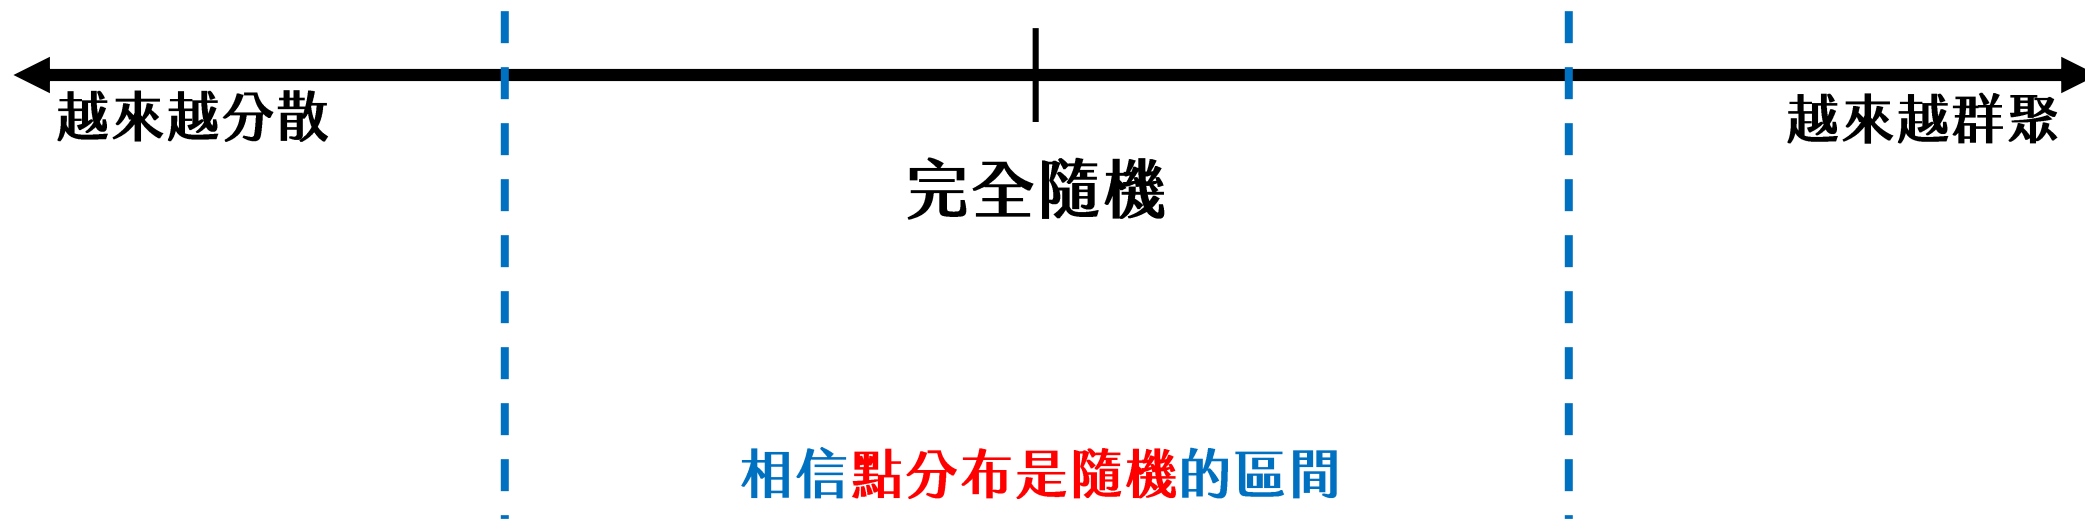 越來越分散
越來越群聚
完全隨機
相信點分布是隨機的區間